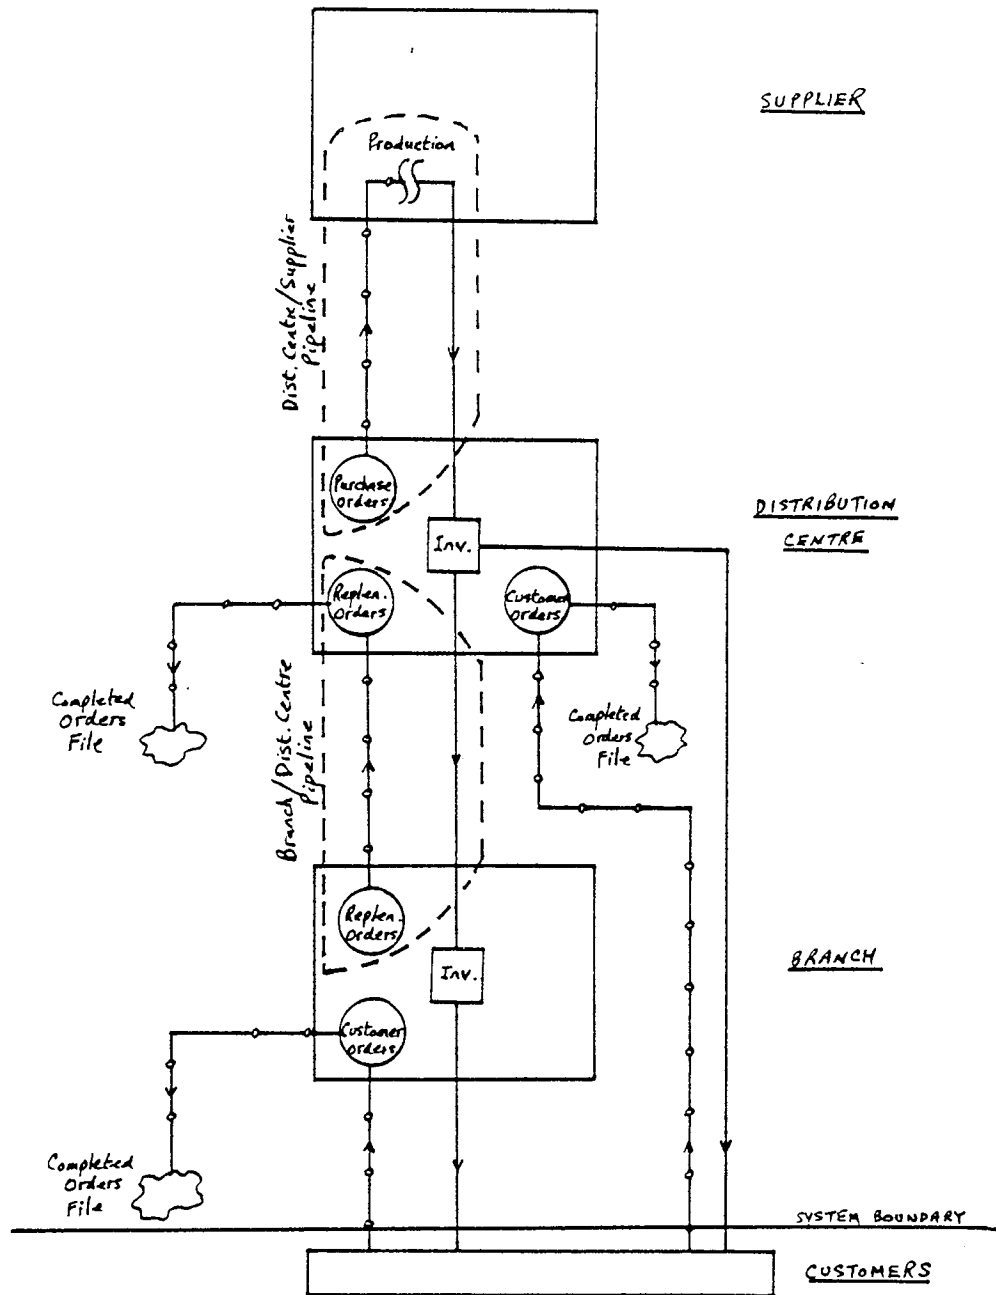 SUPPLIER
Production
Dist. Centre/Supplier
Pipeline
Purchase
Orders
DISTRIBUTION
CENTRE
Inv.
Replen.
Orders
Customer
Orders
Completed
Orders
File
Completed
Orders
File
Branch/Dist. Centre
Pipeline
Replen.
Orders
BRANCH
Inv.
Customer
Orders
Completed
Orders
File
SYSTEM BOUNDARY
CUSTOMERS